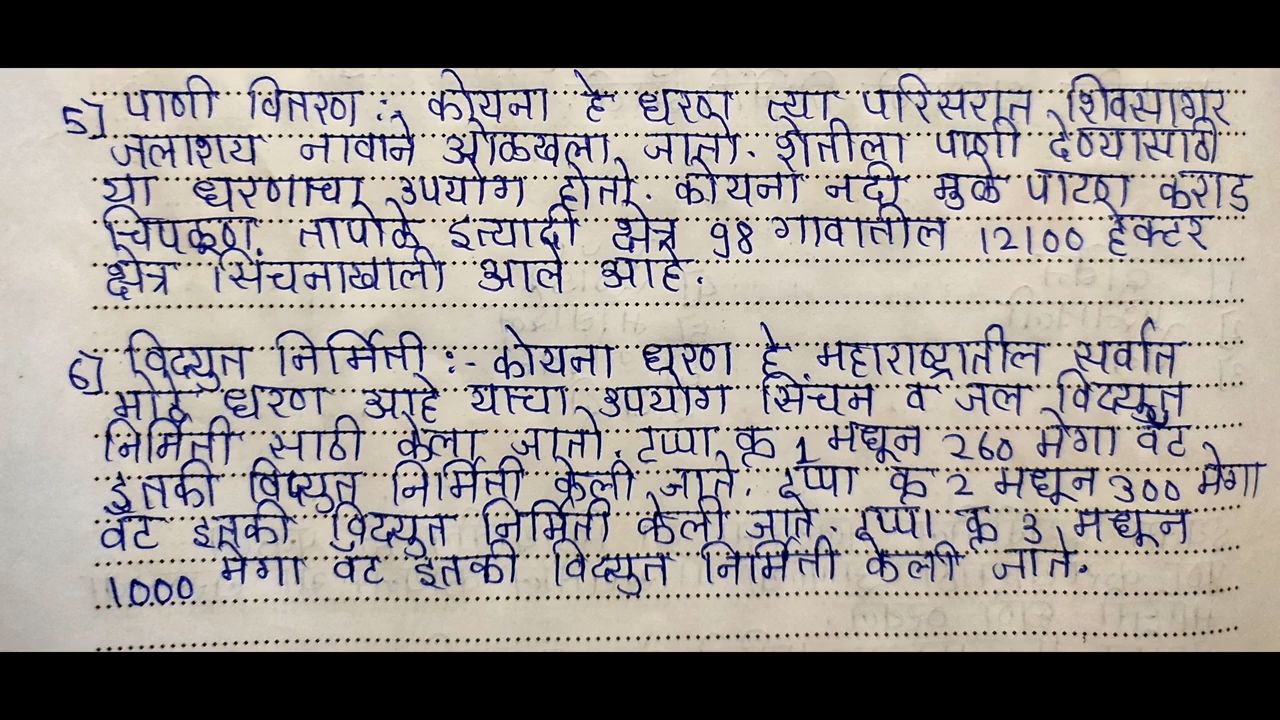 5) पाणी वितरण :- कोयना हे धरण त्या परिसरात शिवसागर
जलाशय नावाने ओळखला जातो. शेतीला पाणी देण्यासाठी
या धरणाचा उपयोग होतो. कोयना नदी मुळे पाटण कराड
चिपळूण, तापोळे इत्यादी क्षेत्र 98 गावातील 12100 हेक्टर
क्षेत्र सिंचनाखाली आले आहे.
6) विद्युत निर्मिती :- कोयना धरण हे महाराष्ट्रातील सर्वात
मोठे धरण आहे याचा उपयोग सिंचन व जल विद्युत
निर्मिती साठी केला जातो. टप्पा क्र 1 मधून 260 मेगा वॅट
इतकी विद्युत निर्मिती केली जाते. टप्पा क्र 2 मधून 300 मेगा
वॅट इतकी विद्युत निर्मिती केली जाते. टप्पा क्र 3 मधून
1000 मेगा वॅट इतकी विद्युत निर्मिती केली जाते.